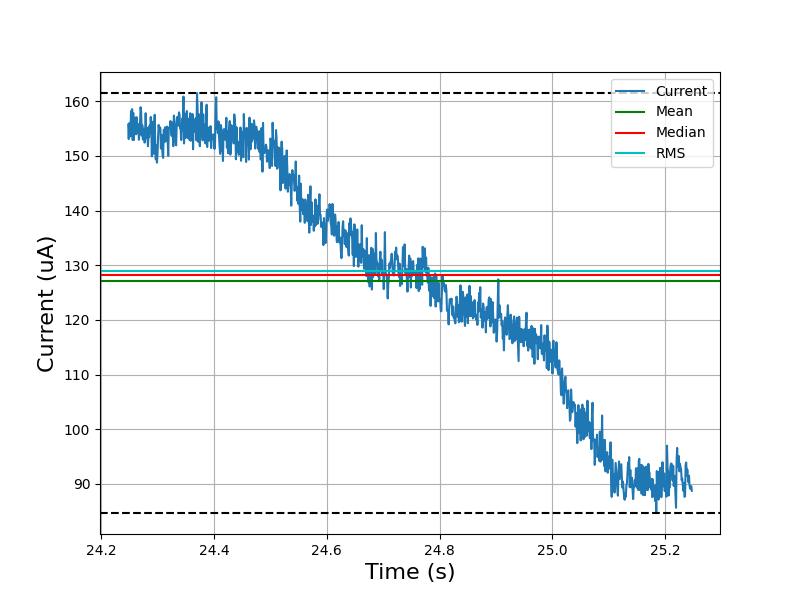 160
150
140
130
120
110
100
90
24.2
24.4
24.6
24.8
25.0
25.2
Time (s)
Current (uA)
Current
Mean
Median
RMS